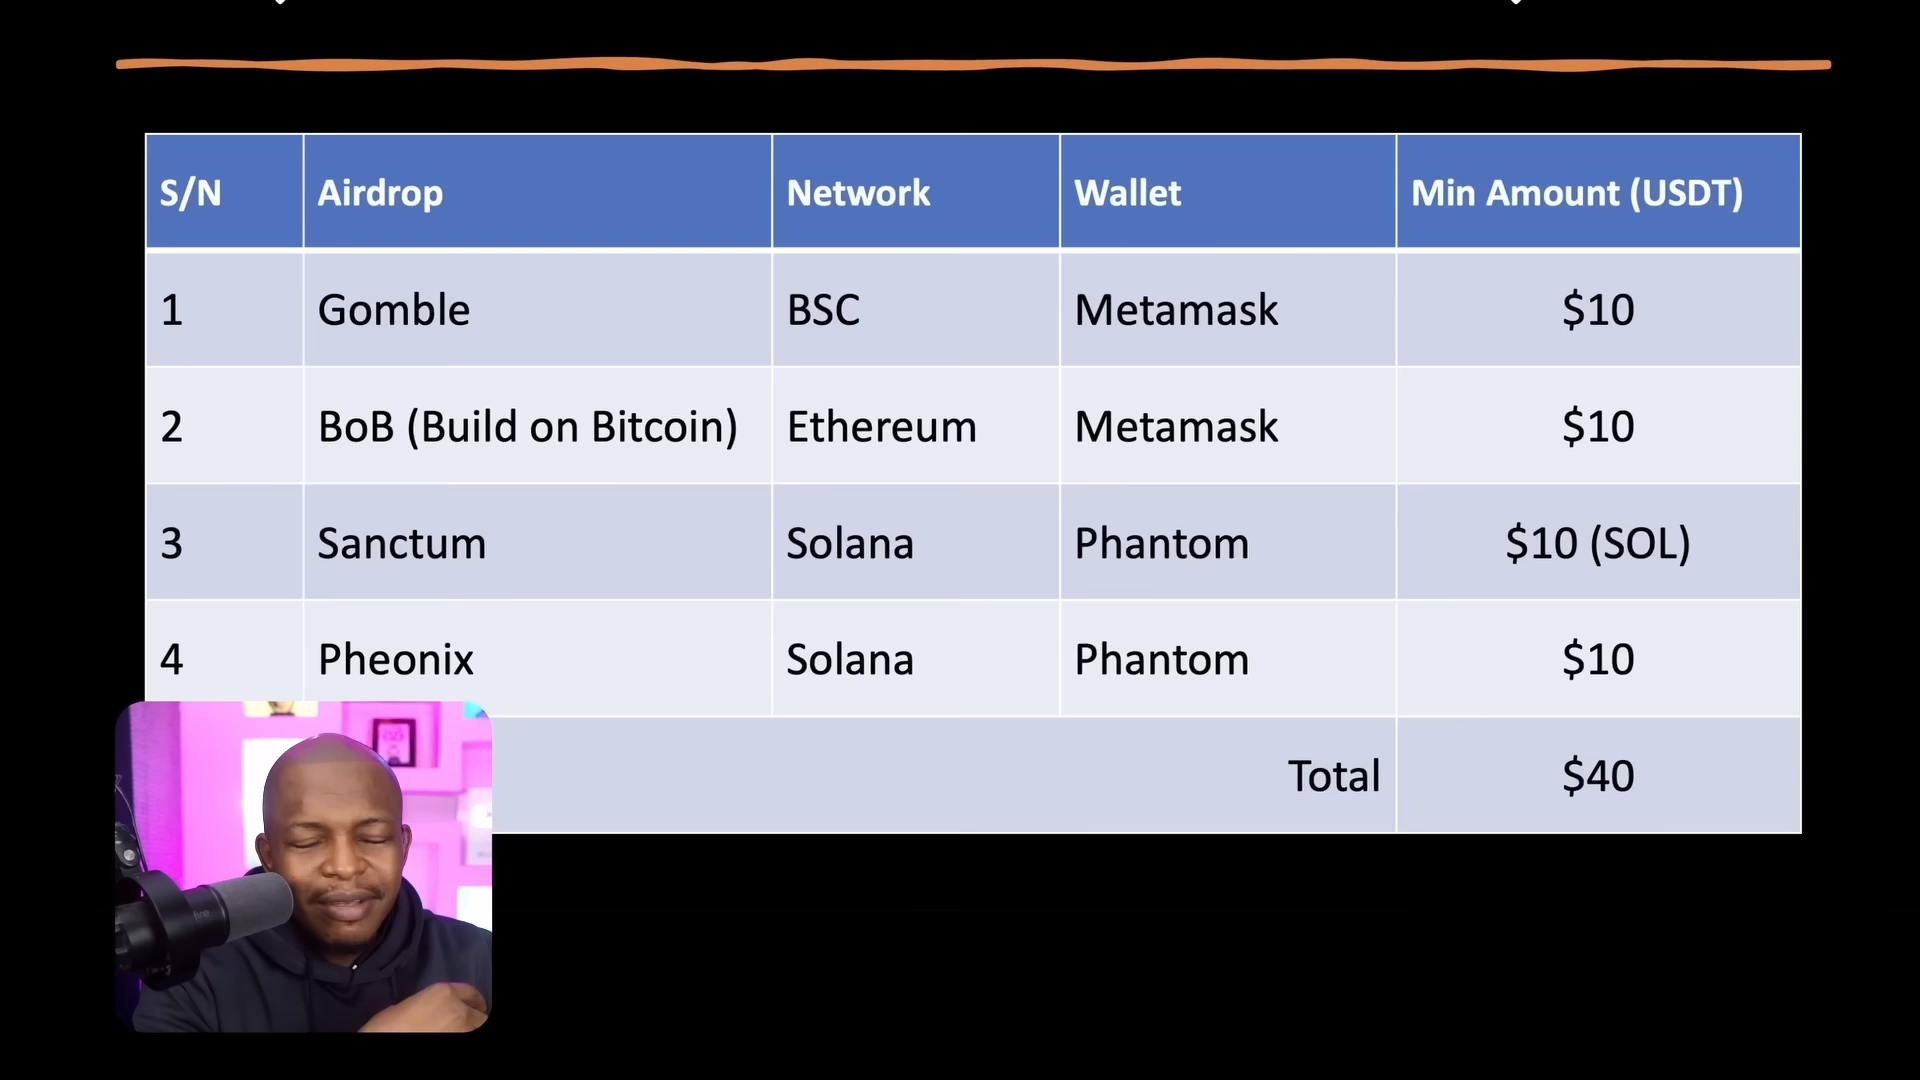 S/N Airdrop Network Wallet Min Amount (USDT)
1 Gomble BSC Metamask $10
2 BoB (Build on Bitcoin) Ethereum Metamask $10
3 Sanctum Solana Phantom $10 (SOL)
4 Pheonix Solana Phantom $10
Total $40
fine